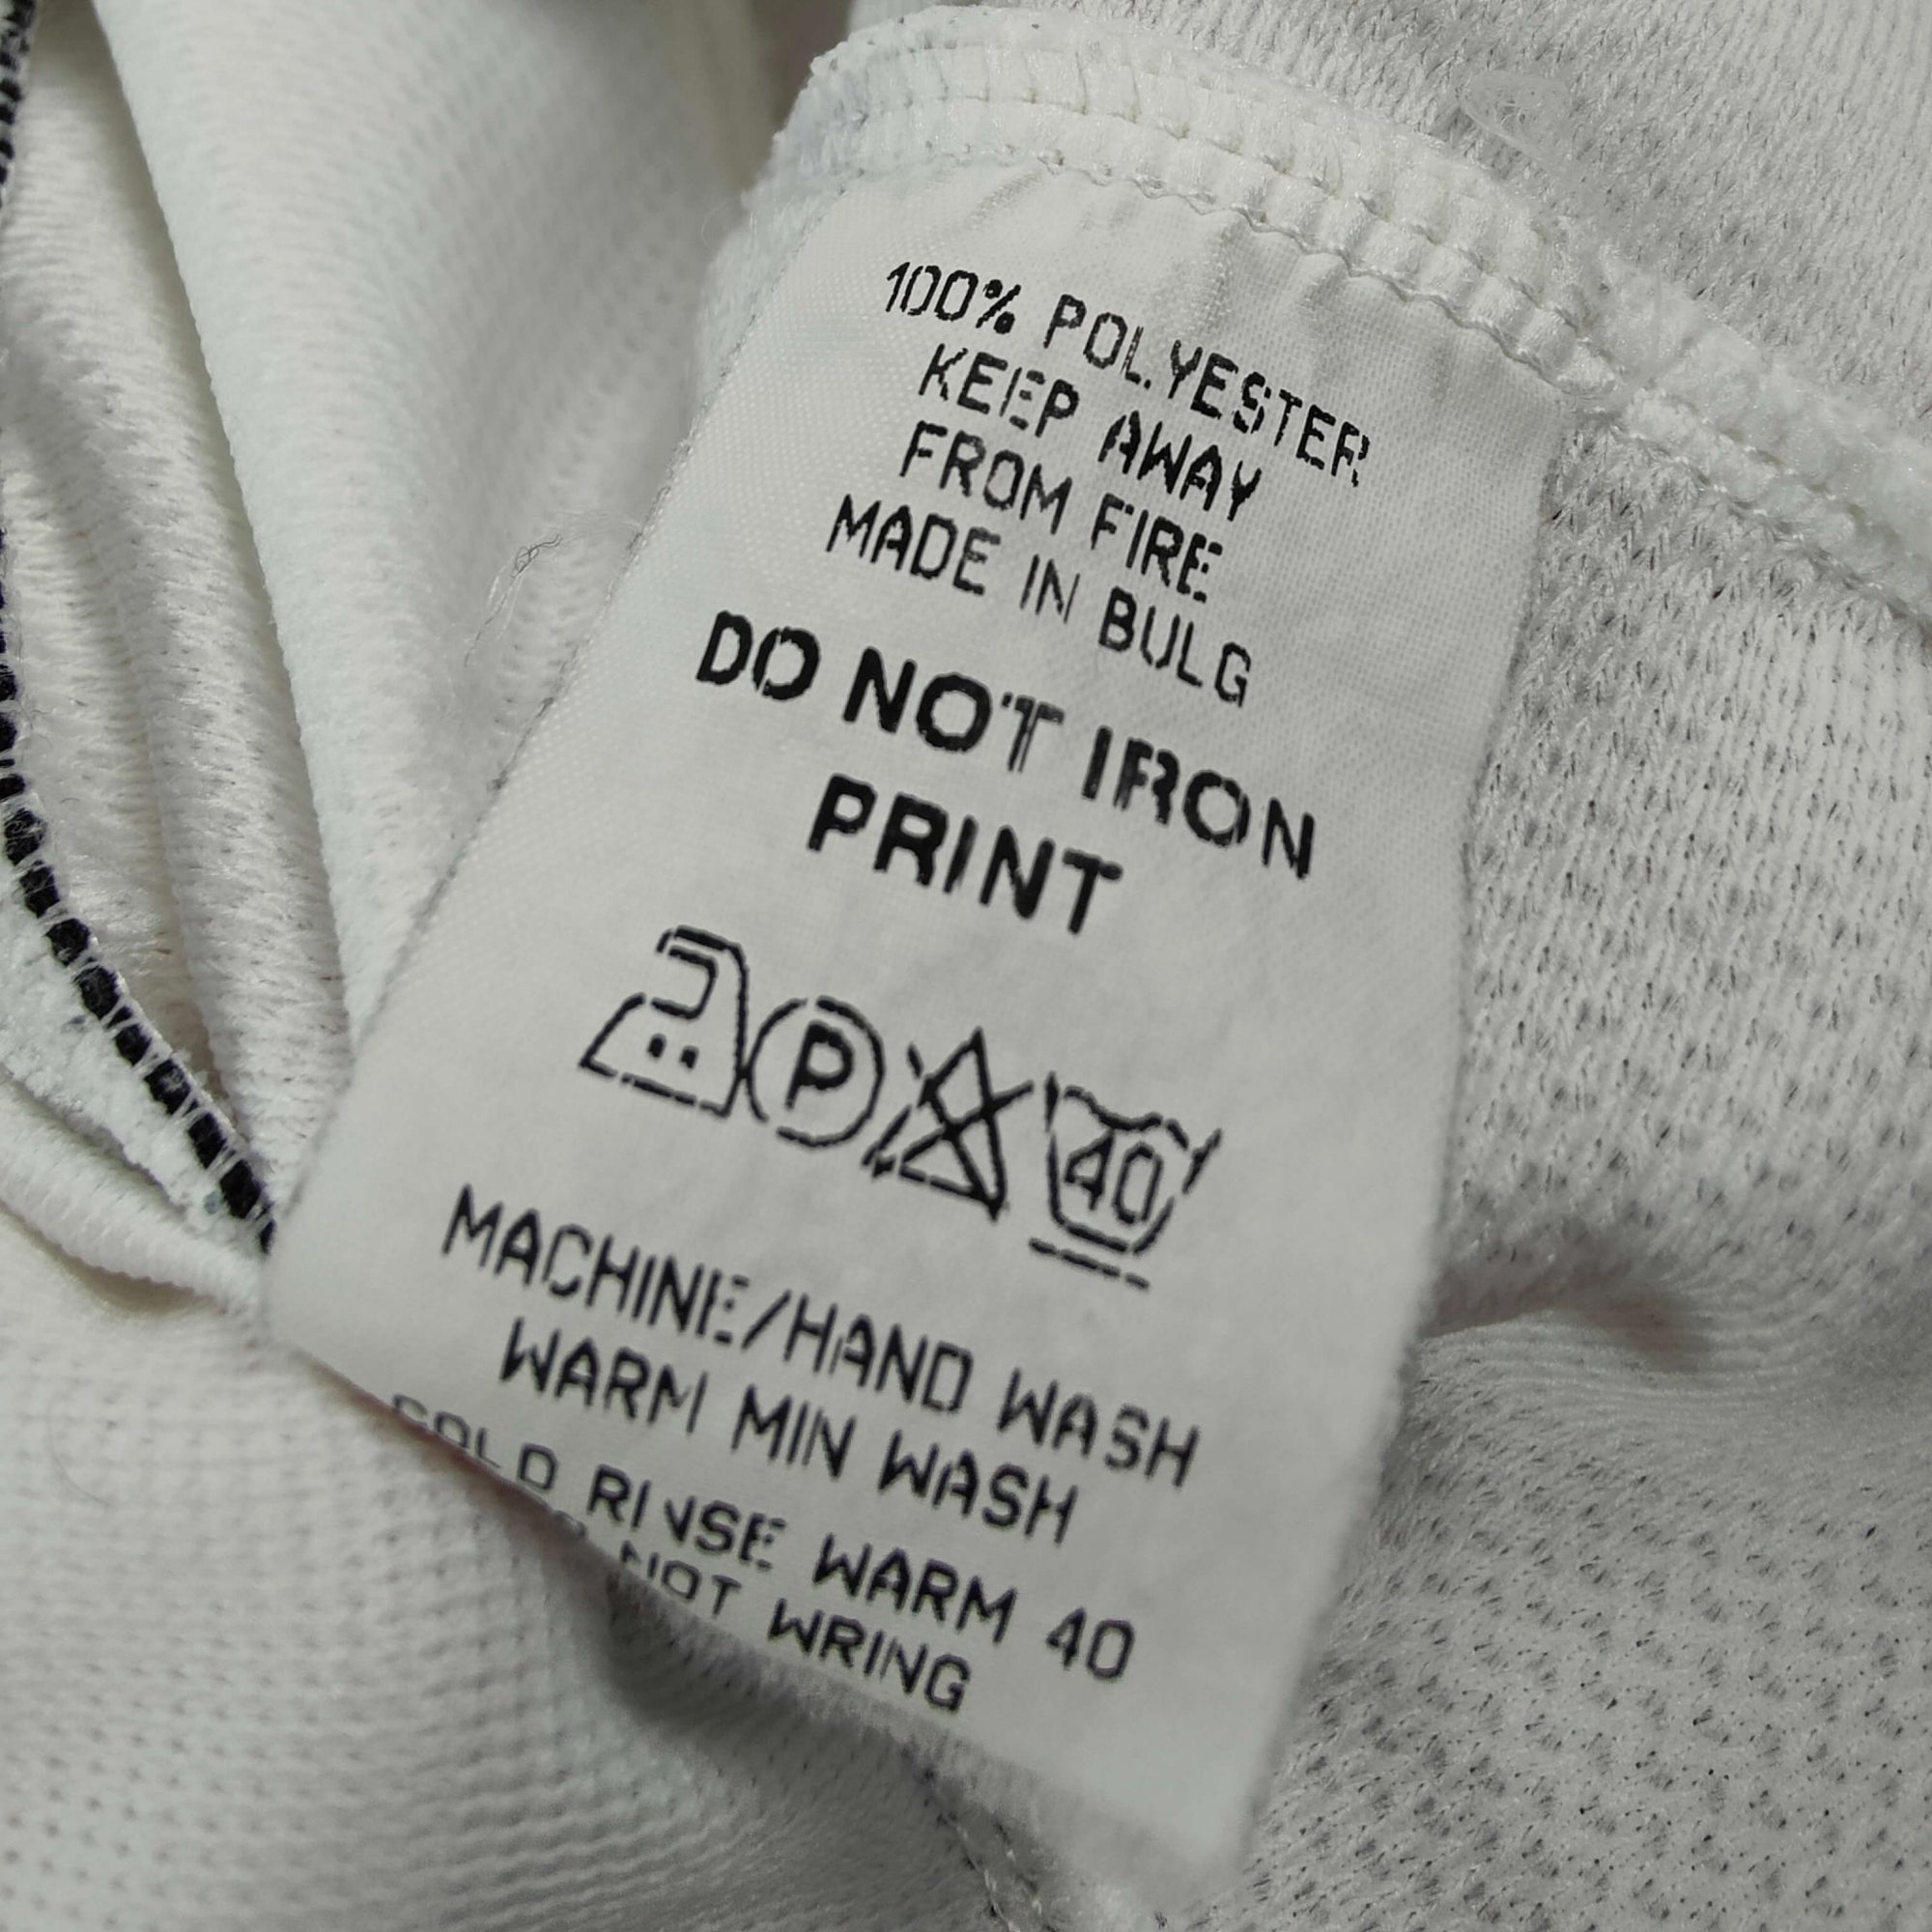 100% POLYESTER
KEEP AWAY
FROM FIRE
MADE IN BULG
DO NOT IRON
PRINT
P 40
MACHINE/HAND WASH
WARM MIN WASH
COLD RINSE WARM 40
NOT WRING